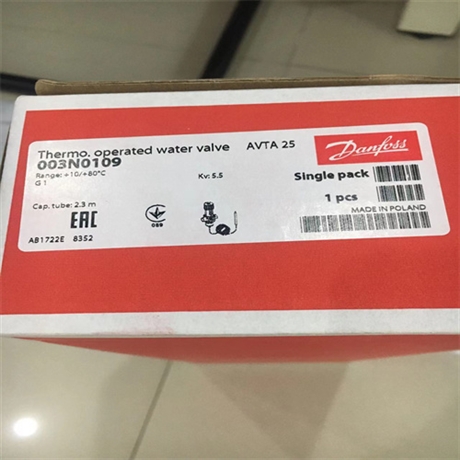 Thermo. operated water valve AVTA 25
003N0109
Range: +10/+80°C
G 1 Kv: 5.5
Cap. tube: 2.3 m
EAC
099
AB1722E 8352
Danfoss
Single pack
1 pcs
MADE IN POLAND